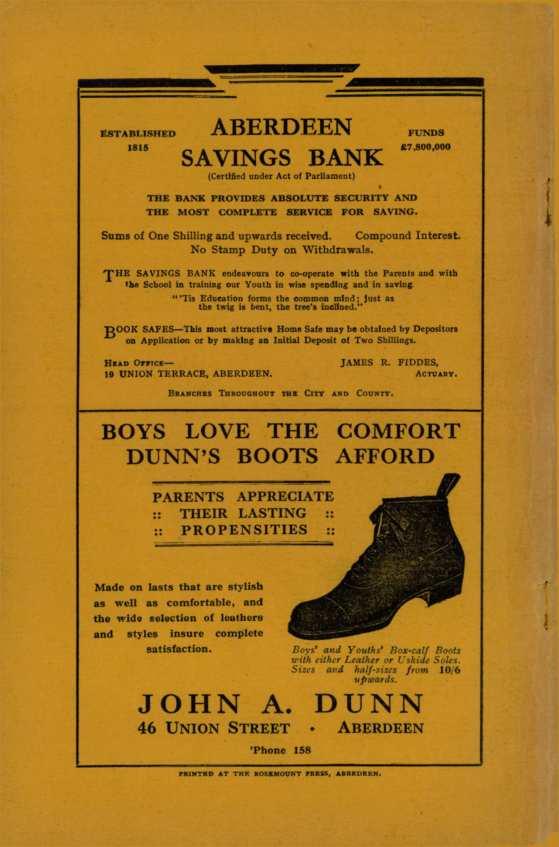 ESTABLISHED
1815
ABERDEEN
SAVINGS BANK
FUNDS
£7,800,000
(Certified under Act of Parliament)
THE BANK PROVIDES ABSOLUTE SECURITY AND
THE MOST COMPLETE SERVICE FOR SAVING.
Sums of One Shilling and upwards received. Compound Interest.
No Stamp Duty on Withdrawals.
THE SAVINGS BANK endeavours to co-operate with the Parents and with
the School in training our Youth in wise spending and in saving.
"'Tis Education forms the common mind; just as
the twig is bent, the tree's inclined."
BOOK SAFES—This most attractive Home Safe may be obtained by Depositors
on Application or by making an Initial Deposit of Two Shillings.
HEAD OFFICE—
19 UNION TERRACE, ABERDEEN.
JAMES R. FIDDES,
ACTUARY.
BRANCHES THROUGHOUT THE CITY AND COUNTY.
BOYS LOVE THE COMFORT
DUNN'S BOOTS AFFORD
PARENTS APPRECIATE
:: THEIR LASTING ::
:: PROPENSITIES ::
Made on lasts that are stylish
as well as comfortable, and
the wide selection of leathers
and styles insure complete
satisfaction.
Boys' and Youths' Box-calf Boots
with either Leather or Uskide Soles.
Sizes and half-sizes from 10/6
upwards.
JOHN A. DUNN
46 UNION STREET • ABERDEEN
'Phone 158
PRINTED AT THE ROSEMOUNT PRESS, ABERDEEN.